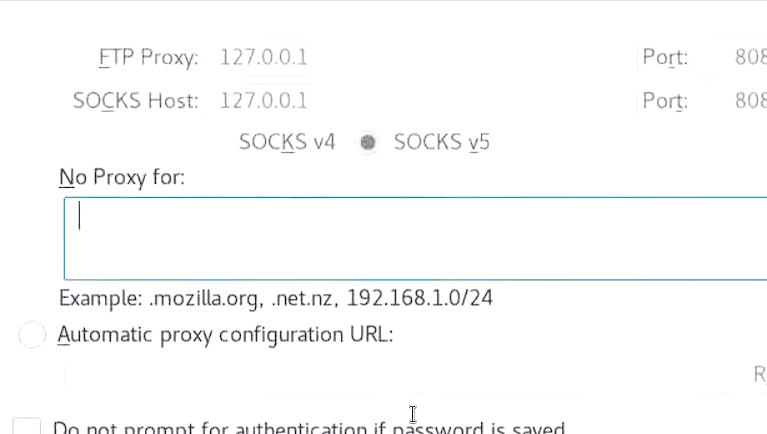 FTP Proxy: 127.0.0.1 Port: 808
SOCKS Host: 127.0.0.1 Port: 808
SOCKS v4 SOCKS v5
No Proxy for:
Example: .mozilla.org, .net.nz, 192.168.1.0/24
Automatic proxy configuration URL:
R
Do not prompt for authentication if password is saved